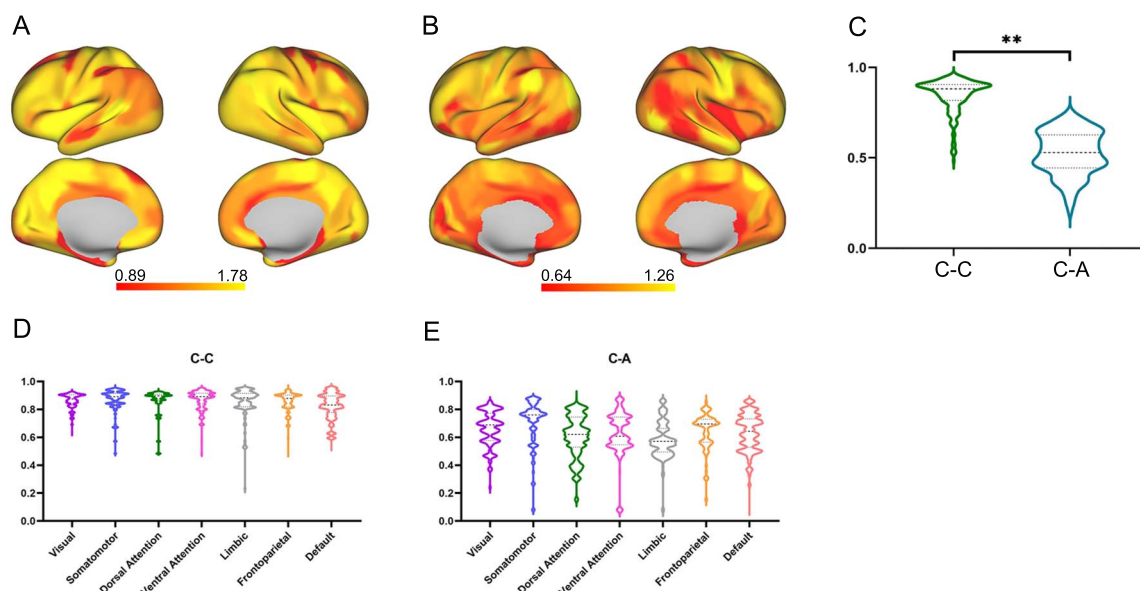 A
B
C
0.89 1.78
0.64 1.26
**
1.0
0.5
0.0
C-C C-A
D
E
C-C
1.0
0.8
0.6
0.4
0.2
0.0
Visual
Somatomotor
Dorsal Attention
Ventral Attention
Limbic
Frontoparietal
Default
C-A
1.0
0.8
0.6
0.4
0.2
0.0
Visual
Somatomotor
Dorsal Attention
Ventral Attention
Limbic
Frontoparietal
Default